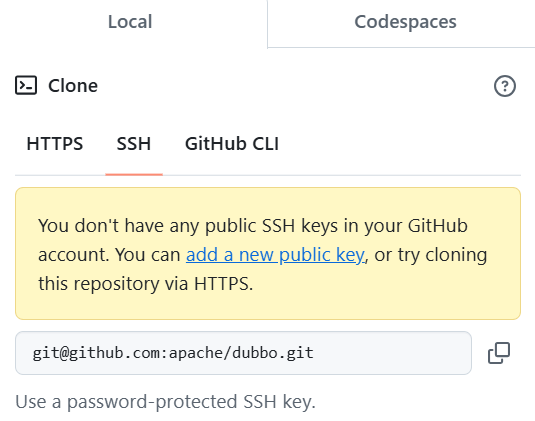 Local
Codespaces
Clone
HTTPS
SSH
GitHub CLI
You don't have any public SSH keys in your GitHub
account. You can add a new public key, or try cloning
this repository via HTTPS.
git@github.com:apache/dubbo.git
Use a password-protected SSH key.